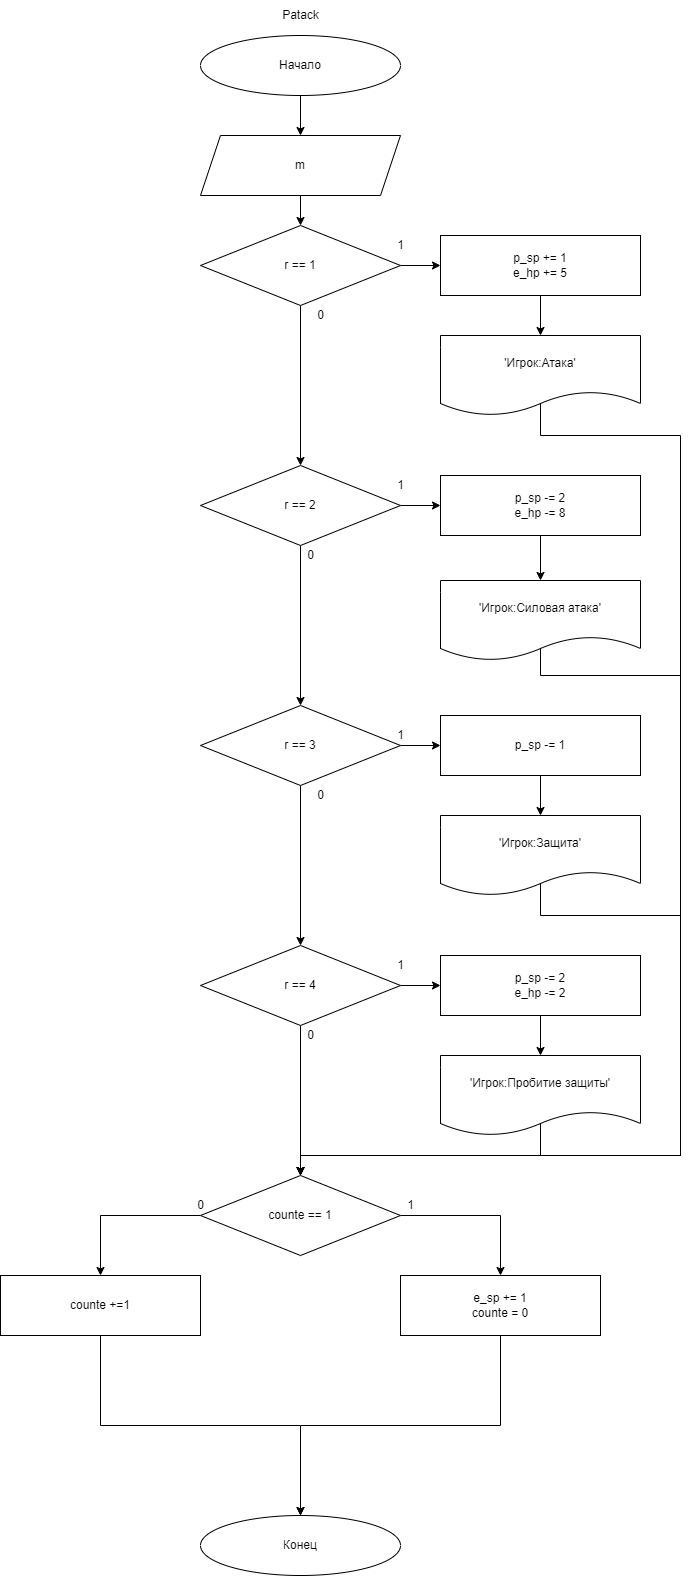 Patack
Начало
m
r == 1
1
p_sp += 1
e_hp += 5
0
'Игрок:Атака'
r == 2
1
p_sp -= 2
e_hp -= 8
0
'Игрок:Силовая атака'
r == 3
1
p_sp -= 1
0
'Игрок:Защита'
r == 4
1
p_sp -= 2
e_hp -= 2
0
'Игрок:Пробитие защиты'
0
counte == 1
1
counte +=1
e_sp += 1
counte = 0
Конец